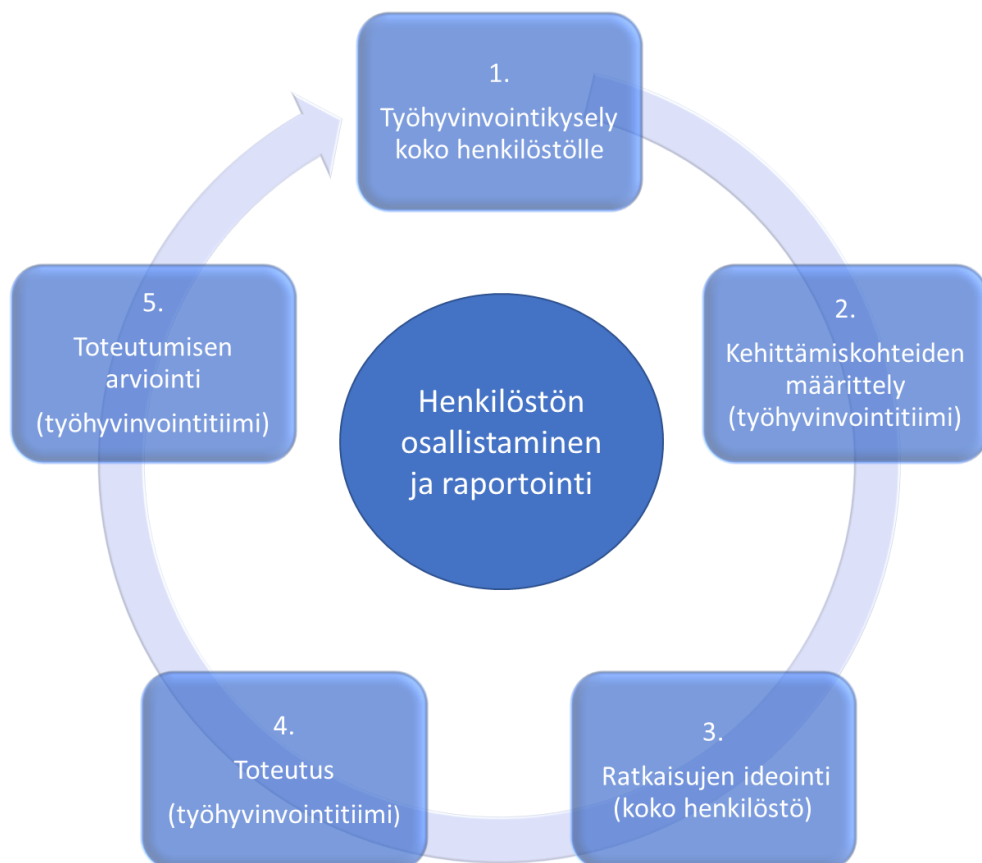 1.
Työhyvinvointikysely
koko henkilöstölle
2.
Kehittämiskohteiden
määrittely
(työhyvinvointitiimi)
3.
Ratkaisujen ideointi
(koko henkilöstö)
4.
Toteutus
(työhyvinvointitiimi)
5.
Toteutumisen
arviointi
(työhyvinvointitiimi)
Henkilöstön
osallistaminen
ja raportointi